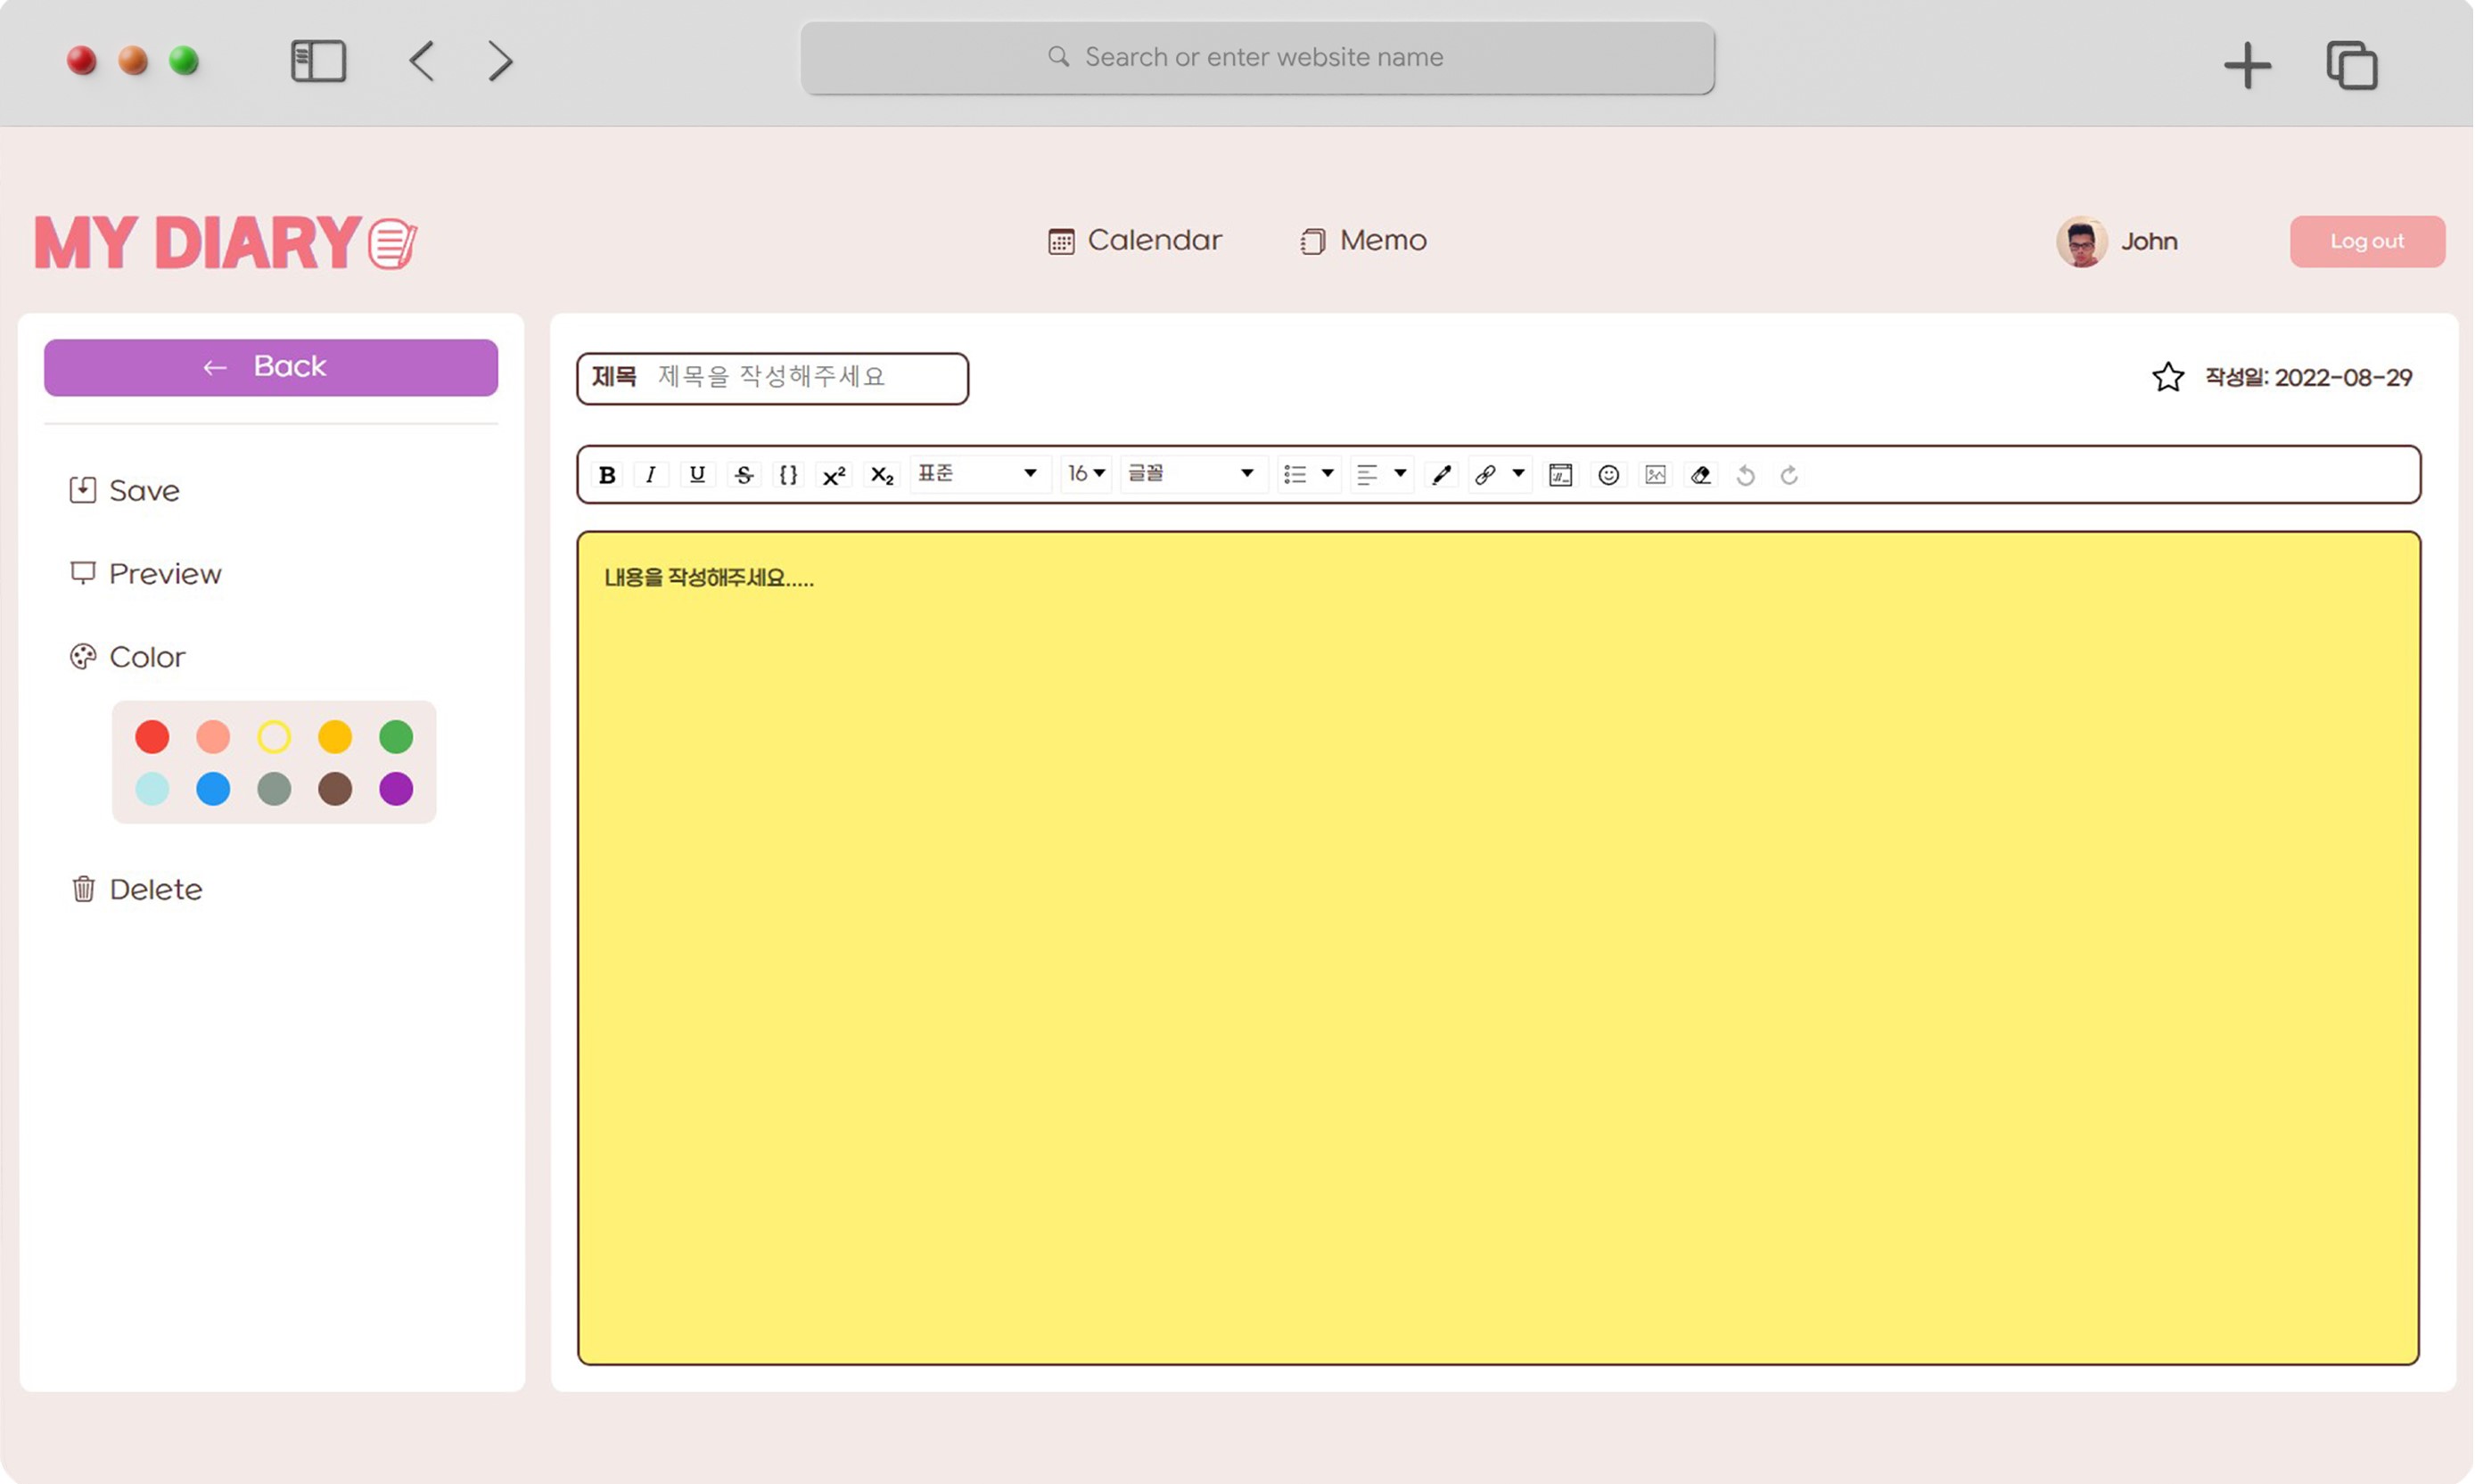 Search or enter website name
MY DIARY
Calendar
Memo
John
Log out
Back
제목 제목을 작성해주세요
작성일: 2022-08-29
B I U S {} X² X₂ 표준 16 글꼴
Save
Preview
Color
Delete
내용을 작성해주세요.....